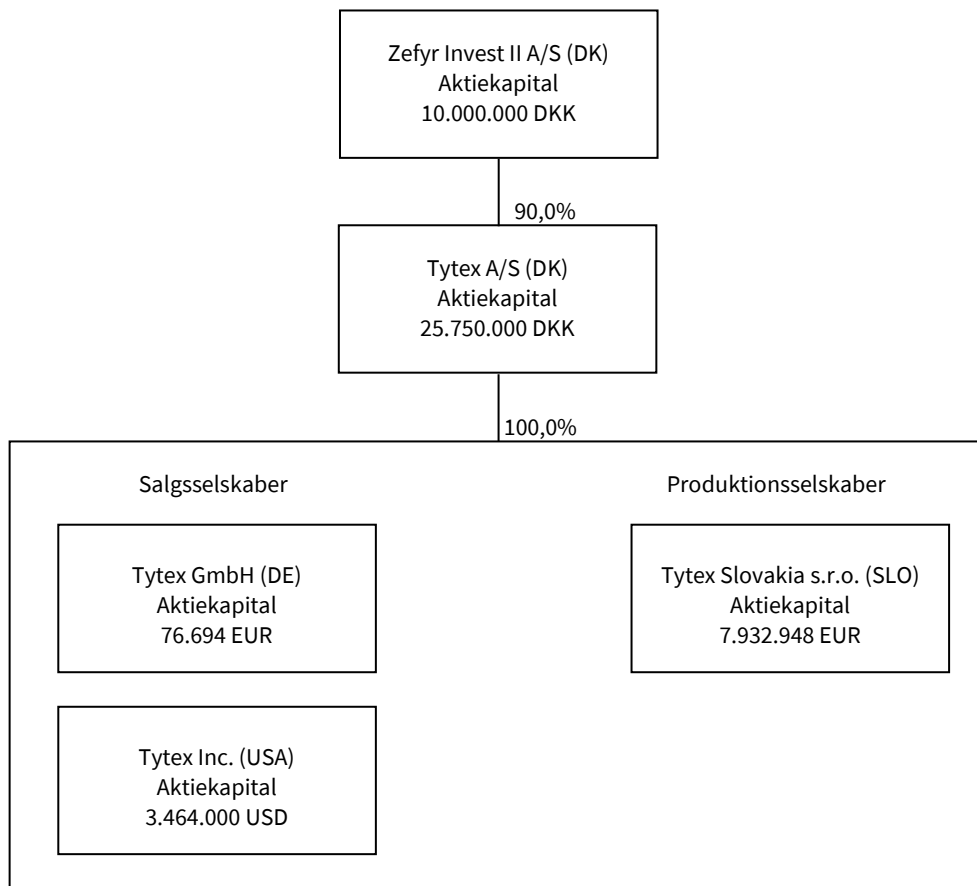 Zefyr Invest II A/S (DK)
Aktiekapital
10.000.000 DKK
90,0%
Tytex A/S (DK)
Aktiekapital
25.750.000 DKK
100,0%
Salgsselskaber
Tytex GmbH (DE)
Aktiekapital
76.694 EUR
Tytex Inc. (USA)
Aktiekapital
3.464.000 USD
Produktionsselskaber
Tytex Slovakia s.r.o. (SLO)
Aktiekapital
7.932.948 EUR